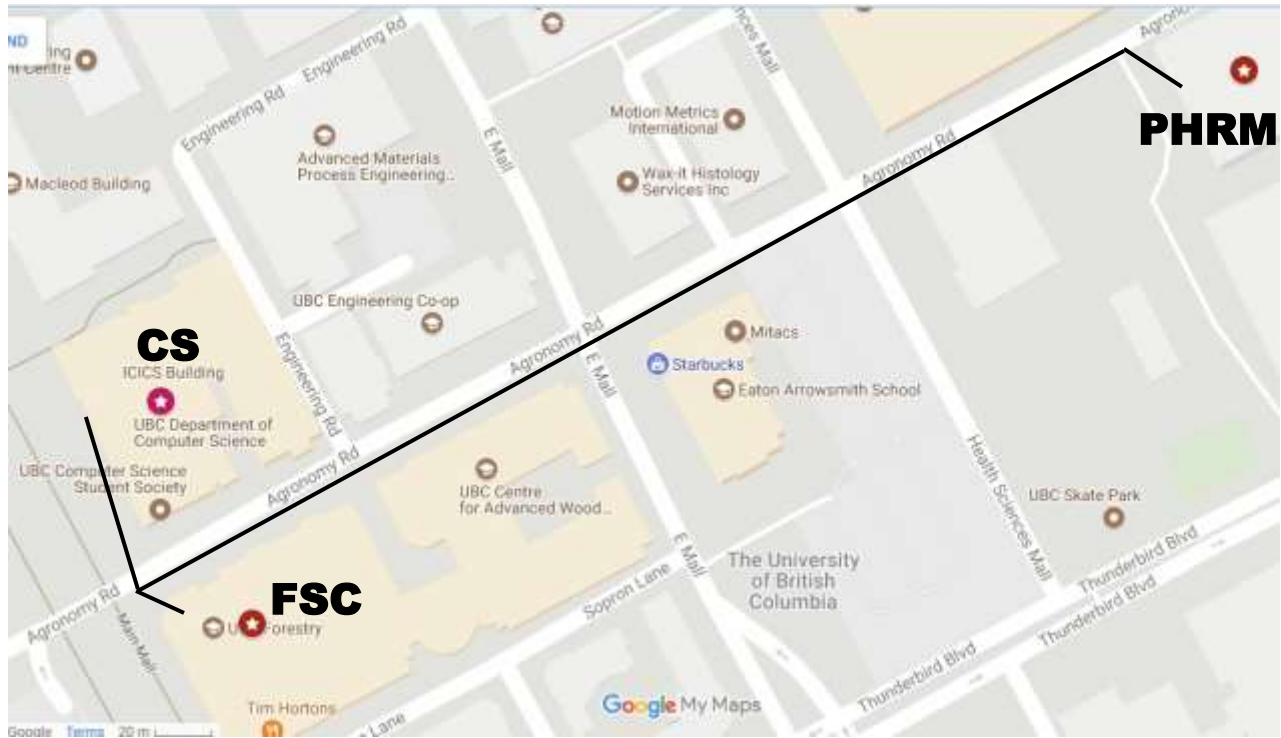 ND
Engineering Rd
Engineering Rd
E Mall
Motion Metrics
International
Advanced Materials
Process Engineering..
Macleod Building
Wax-it Histology
Services Inc
Agronomy Rd
PHRM
UBC Engineering Co-op
CS
ICICS Building
Engineering Rd
Agronomy Rd
E Mall
Mitacs
Starbucks
Eaton Arrowsmith School
UBC Department of
Computer Science
UBC Computer Science
Student Society
Agronomy Rd
UBC Centre
for Advanced Wood...
Health Sciences Mall
UBC Skate Park
E Mall
The University
of British
Columbia
Thunderbird Blvd
Thunderbird Blvd
Sopron Lane
Agronomy Rd
FSC
Forestry
Main Mall
Thunderbird Blvd
Tim Hortons
Google My Maps
Lane
Google Terms 20 m